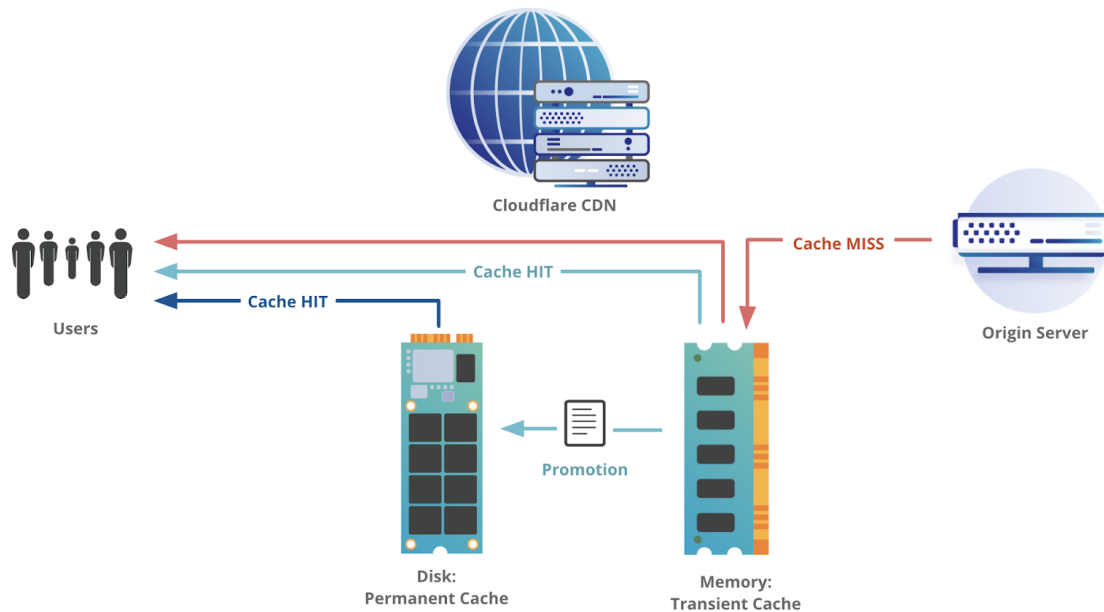 Cloudflare CDN
Cache MISS
Cache HIT
Cache HIT
Users
Origin Server
Promotion
Disk:
Permanent Cache
Memory:
Transient Cache